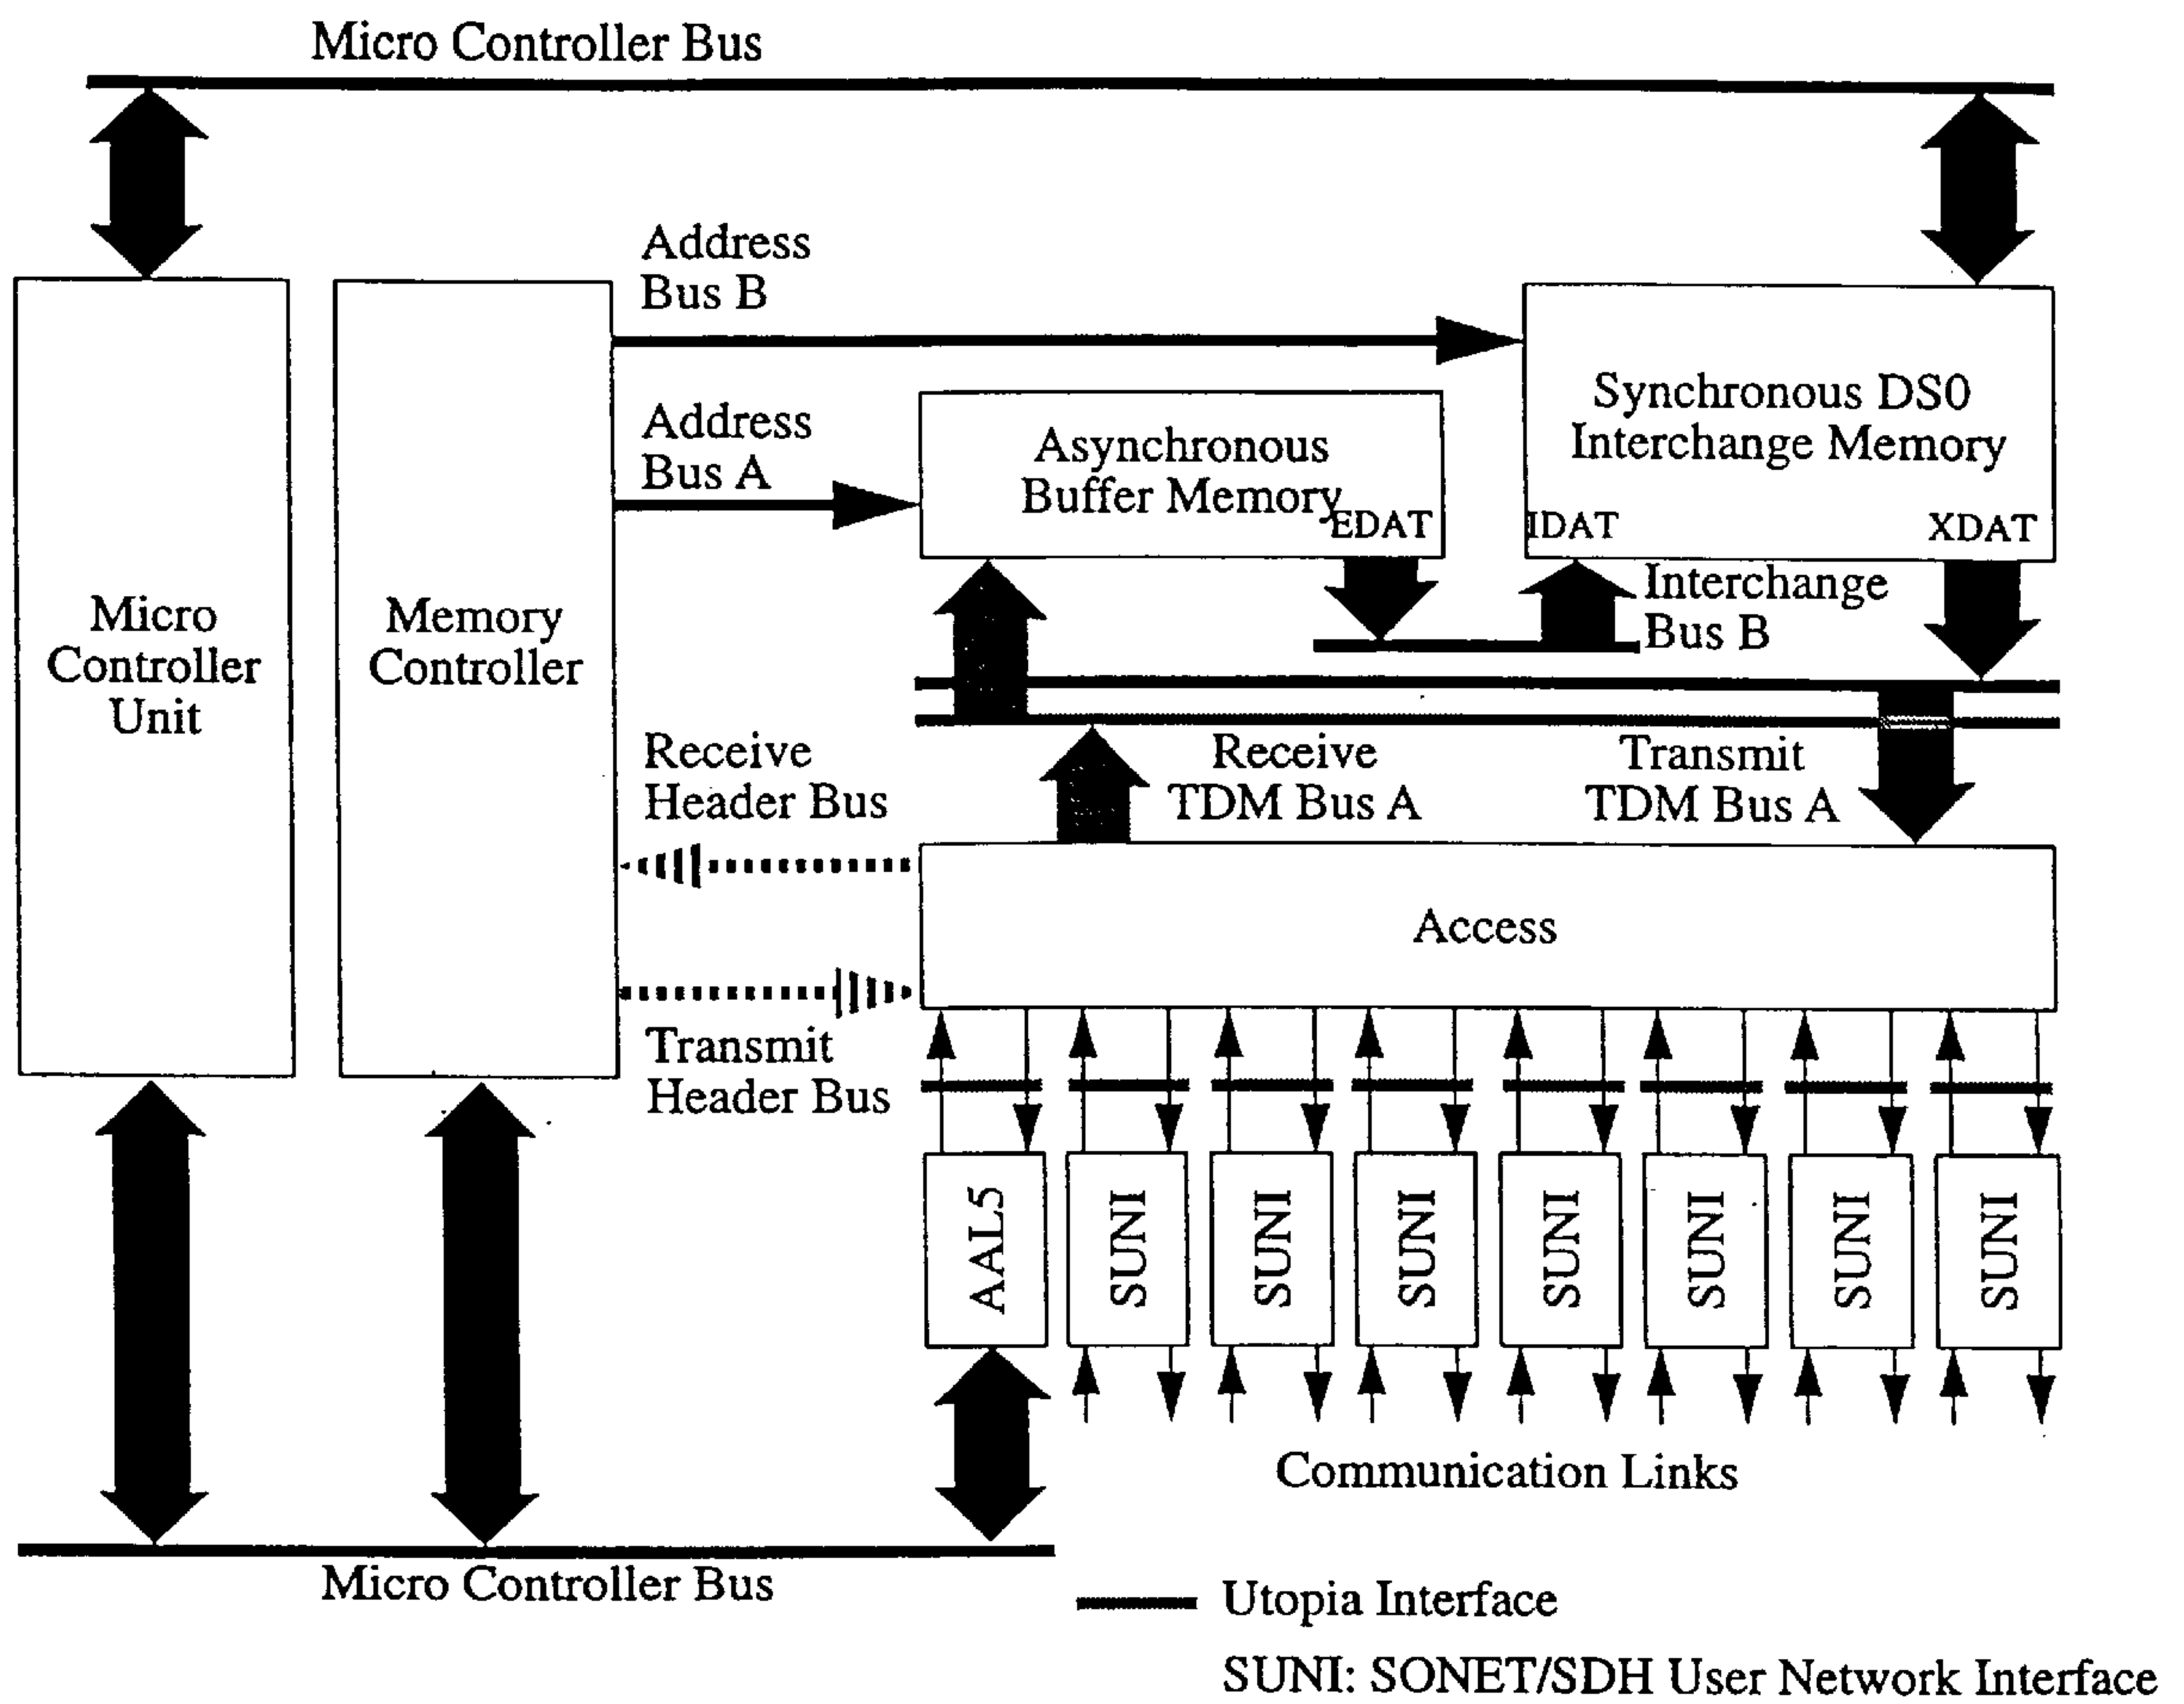 Micro Controller Bus
Address
Bus B
Address
Bus A
Synchronous DS0
Interchange Memory
IDAT
XDAT
Asynchronous
Buffer Memory
EDAT
Interchange
Bus B
Micro
Controller
Unit
Memory
Controller
Receive
Header Bus
Receive
TDM Bus A
Transmit
TDM Bus A
Access
Transmit
Header Bus
AAL5
SUNI
SUNI
SUNI
SUNI
SUNI
SUNI
SUNI
Communication Links
Micro Controller Bus
Utopia Interface
SUNI: SONET/SDH User Network Interface